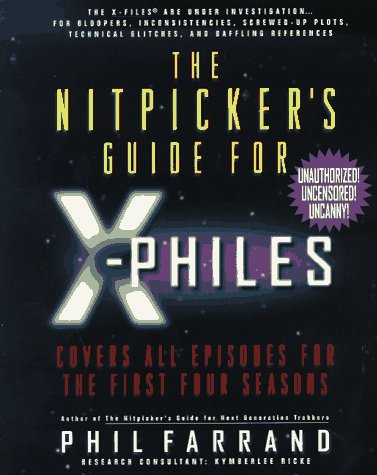 THE X-FILES® ARE UNDER INVESTIGATION...
FOR BLOOPERS, INCONSISTENCIES, SCREWED-UP PLOTS,
TECHNICAL GLITCHES, AND BAFFLING REFERENCES
THE
NITPICKER'S
GUIDE FOR
UNAUTHORIZED!
UNCENSORED!
UNCANNY!
X-PHILES
COVERS ALL EPISODES FOR
THE FIRST FOUR SEASONS
Author of The Nitpicker's Guide for Next Generation Trekkers
PHIL FARRAND
RESEARCH CONSULTANT: KYMBERLEE RICKE